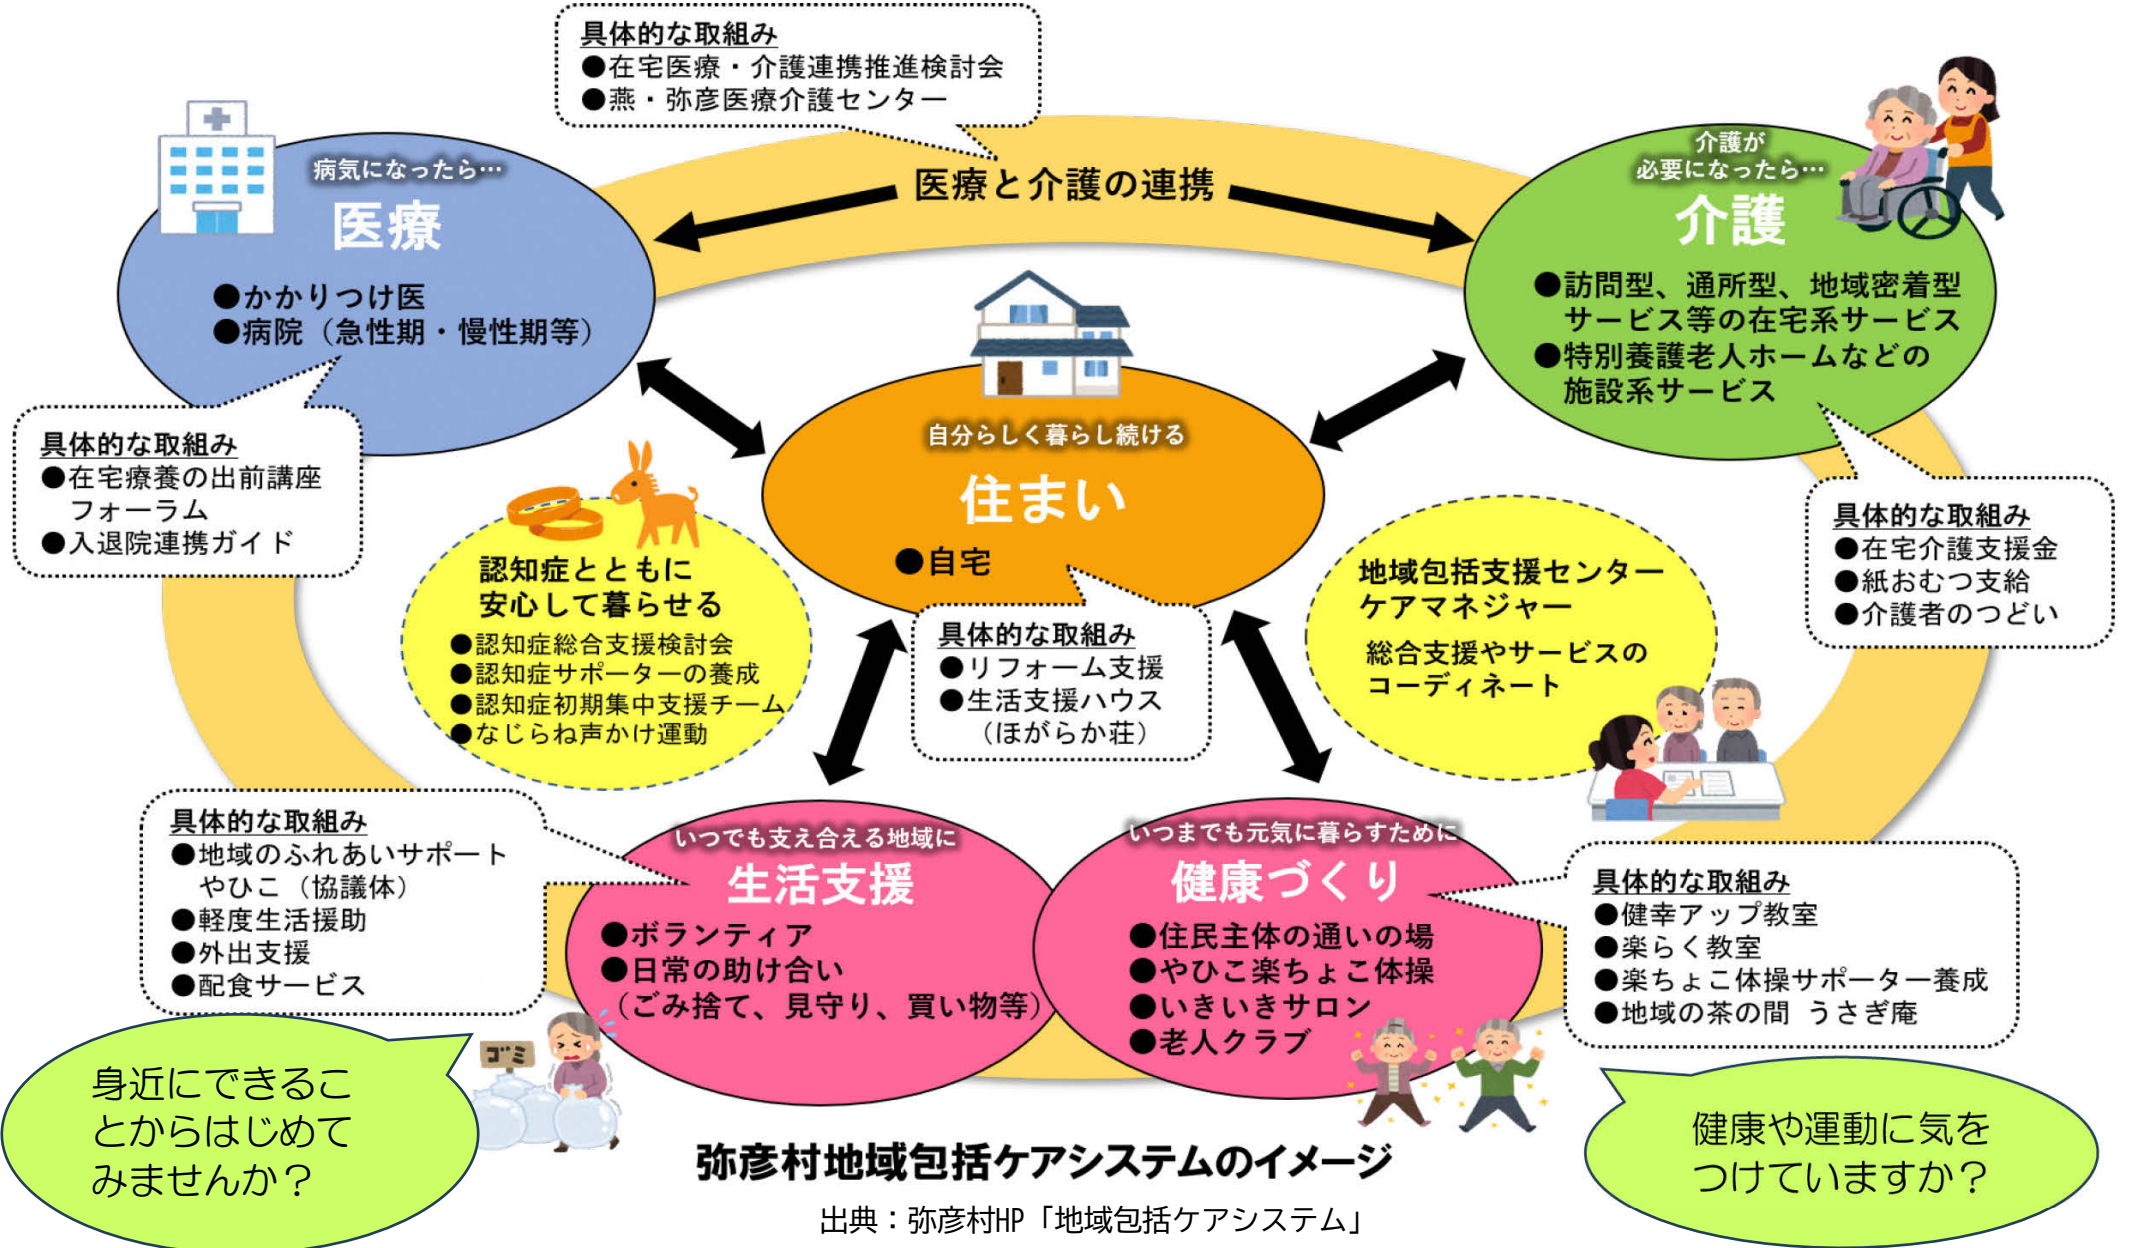 具体的な取組み
●在宅医療・介護連携推進検討会
●燕・弥彦医療介護センター
医療と介護の連携
病気になったら…
医療
●かかりつけ医
●病院（急性期・慢性期等）
具体的な取組み
●在宅療養の出前講座
フォーラム
●入退院連携ガイド
介護が
必要になったら…
介護
●訪問型、通所型、地域密着型
サービス等の在宅系サービス
●特別養護老人ホームなどの
施設系サービス
具体的な取組み
●在宅介護支援金
●紙おむつ支給
●介護者のつどい
自分らしく暮らし続ける
住まい
●自宅
具体的な取組み
●リフォーム支援
●生活支援ハウス
（ほがらか荘）
認知症とともに
安心して暮らせる
●認知症総合支援検討会
●認知症サポーターの養成
●認知症初期集中支援チーム
●なじらね声かけ運動
地域包括支援センター
ケアマネジャー
総合支援やサービスの
コーディネート
具体的な取組み
●地域のふれあいサポート
やひこ（協議体）
●軽度生活援助
●外出支援
●配食サービス
いつでも支え合える地域に
生活支援
●ボランティア
●日常の助け合い
（ごみ捨て、見守り、買い物等）
いつまでも元気に暮らすために
健康づくり
●住民主体の通いの場
●やひこ楽ちょこ体操
●いきいきサロン
●老人クラブ
具体的な取組み
●健幸アップ教室
●楽らく教室
●楽ちょこ体操サポーター養成
●地域の茶の間 うさぎ庵
ゴミ
身近にできるこ
とからはじめて
みませんか？
健康や運動に気を
つけていますか？
弥彦村地域包括ケアシステムのイメージ
出典：弥彦村HP「地域包括ケアシステム」